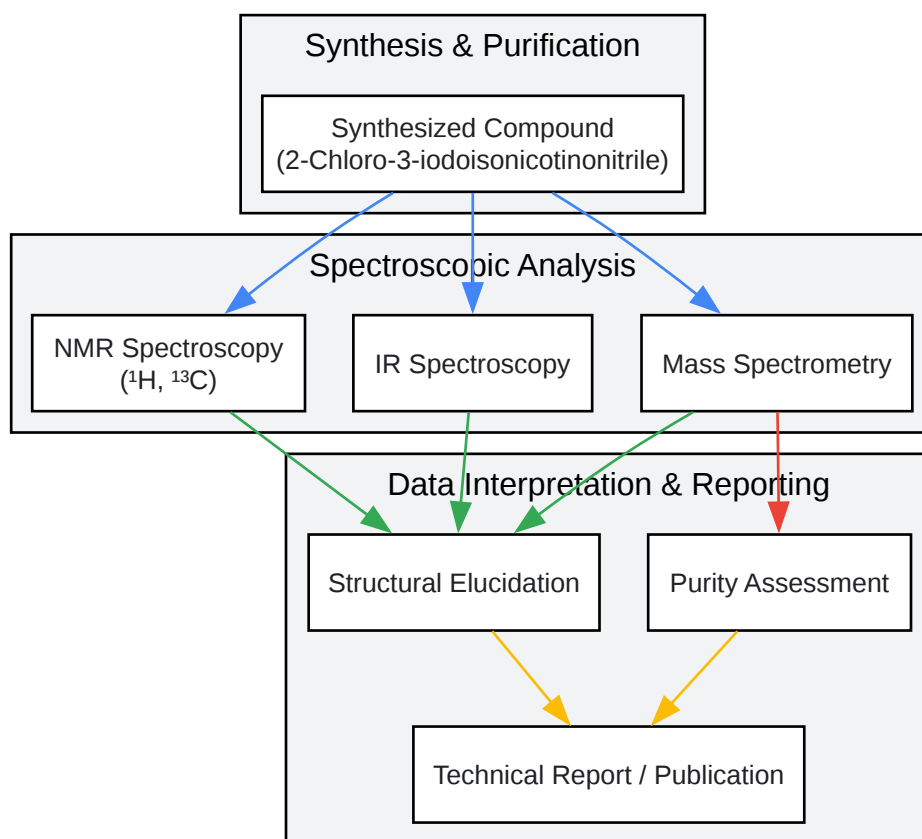 Synthesis & Purification
Synthesized Compound
(2-Chloro-3-iodoisonicotinonitrile)
Spectroscopic Analysis
NMR Spectroscopy
(¹H, ¹³C)
IR Spectroscopy
Mass Spectrometry
Data Interpretation & Reporting
Structural Elucidation
Purity Assessment
Technical Report / Publication